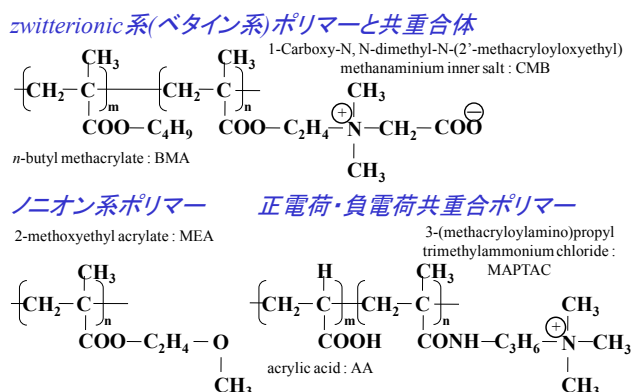 zwitterionic系(ベタイン系)ポリマーと共重合体
1-Carboxy-N, N-dimethyl-N-(2'-methacryloyloxyethyl)
methanaminium inner salt : CMB
CH3 CH3 CH3
CH2 C m CH2 C n
COO C4H9 COO C2H4 N + CH2 COO −
CH3
n-butyl methacrylate : BMA
ノニオン系ポリマー 正電荷・負電荷共重合ポリマー
2-methoxyethyl acrylate : MEA
3-(methacryloylamino)propyl
trimethylammonium chloride :
MAPTAC
CH3 H CH3
CH2 C n CH2 C m CH2 C n CH3
COO C2H4 O COOH CONH C3H6 N + CH3
acrylic acid : AA
CH3 CH3